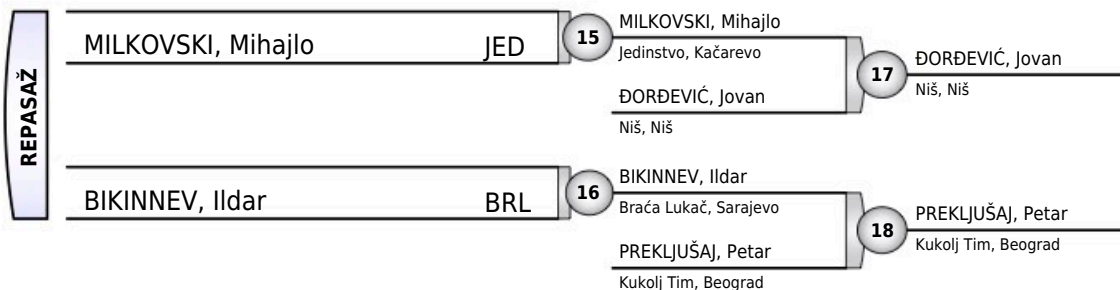 REPASAŽ
MILKOVSKI, Mihajlo JED
15
MILKOVSKI, Mihajlo
Jedinstvo, Kačarevo
ĐORĐEVIĆ, Jovan
Niš, Niš
17
ĐORĐEVIĆ, Jovan
Niš, Niš
BIKINNEV, Ildar BRL
16
BIKINNEV, Ildar
Braća Lukač, Sarajevo
PREKLJUŠAJ, Petar
Kukolj Tim, Beograd
18
PREKLJUŠAJ, Petar
Kukolj Tim, Beograd